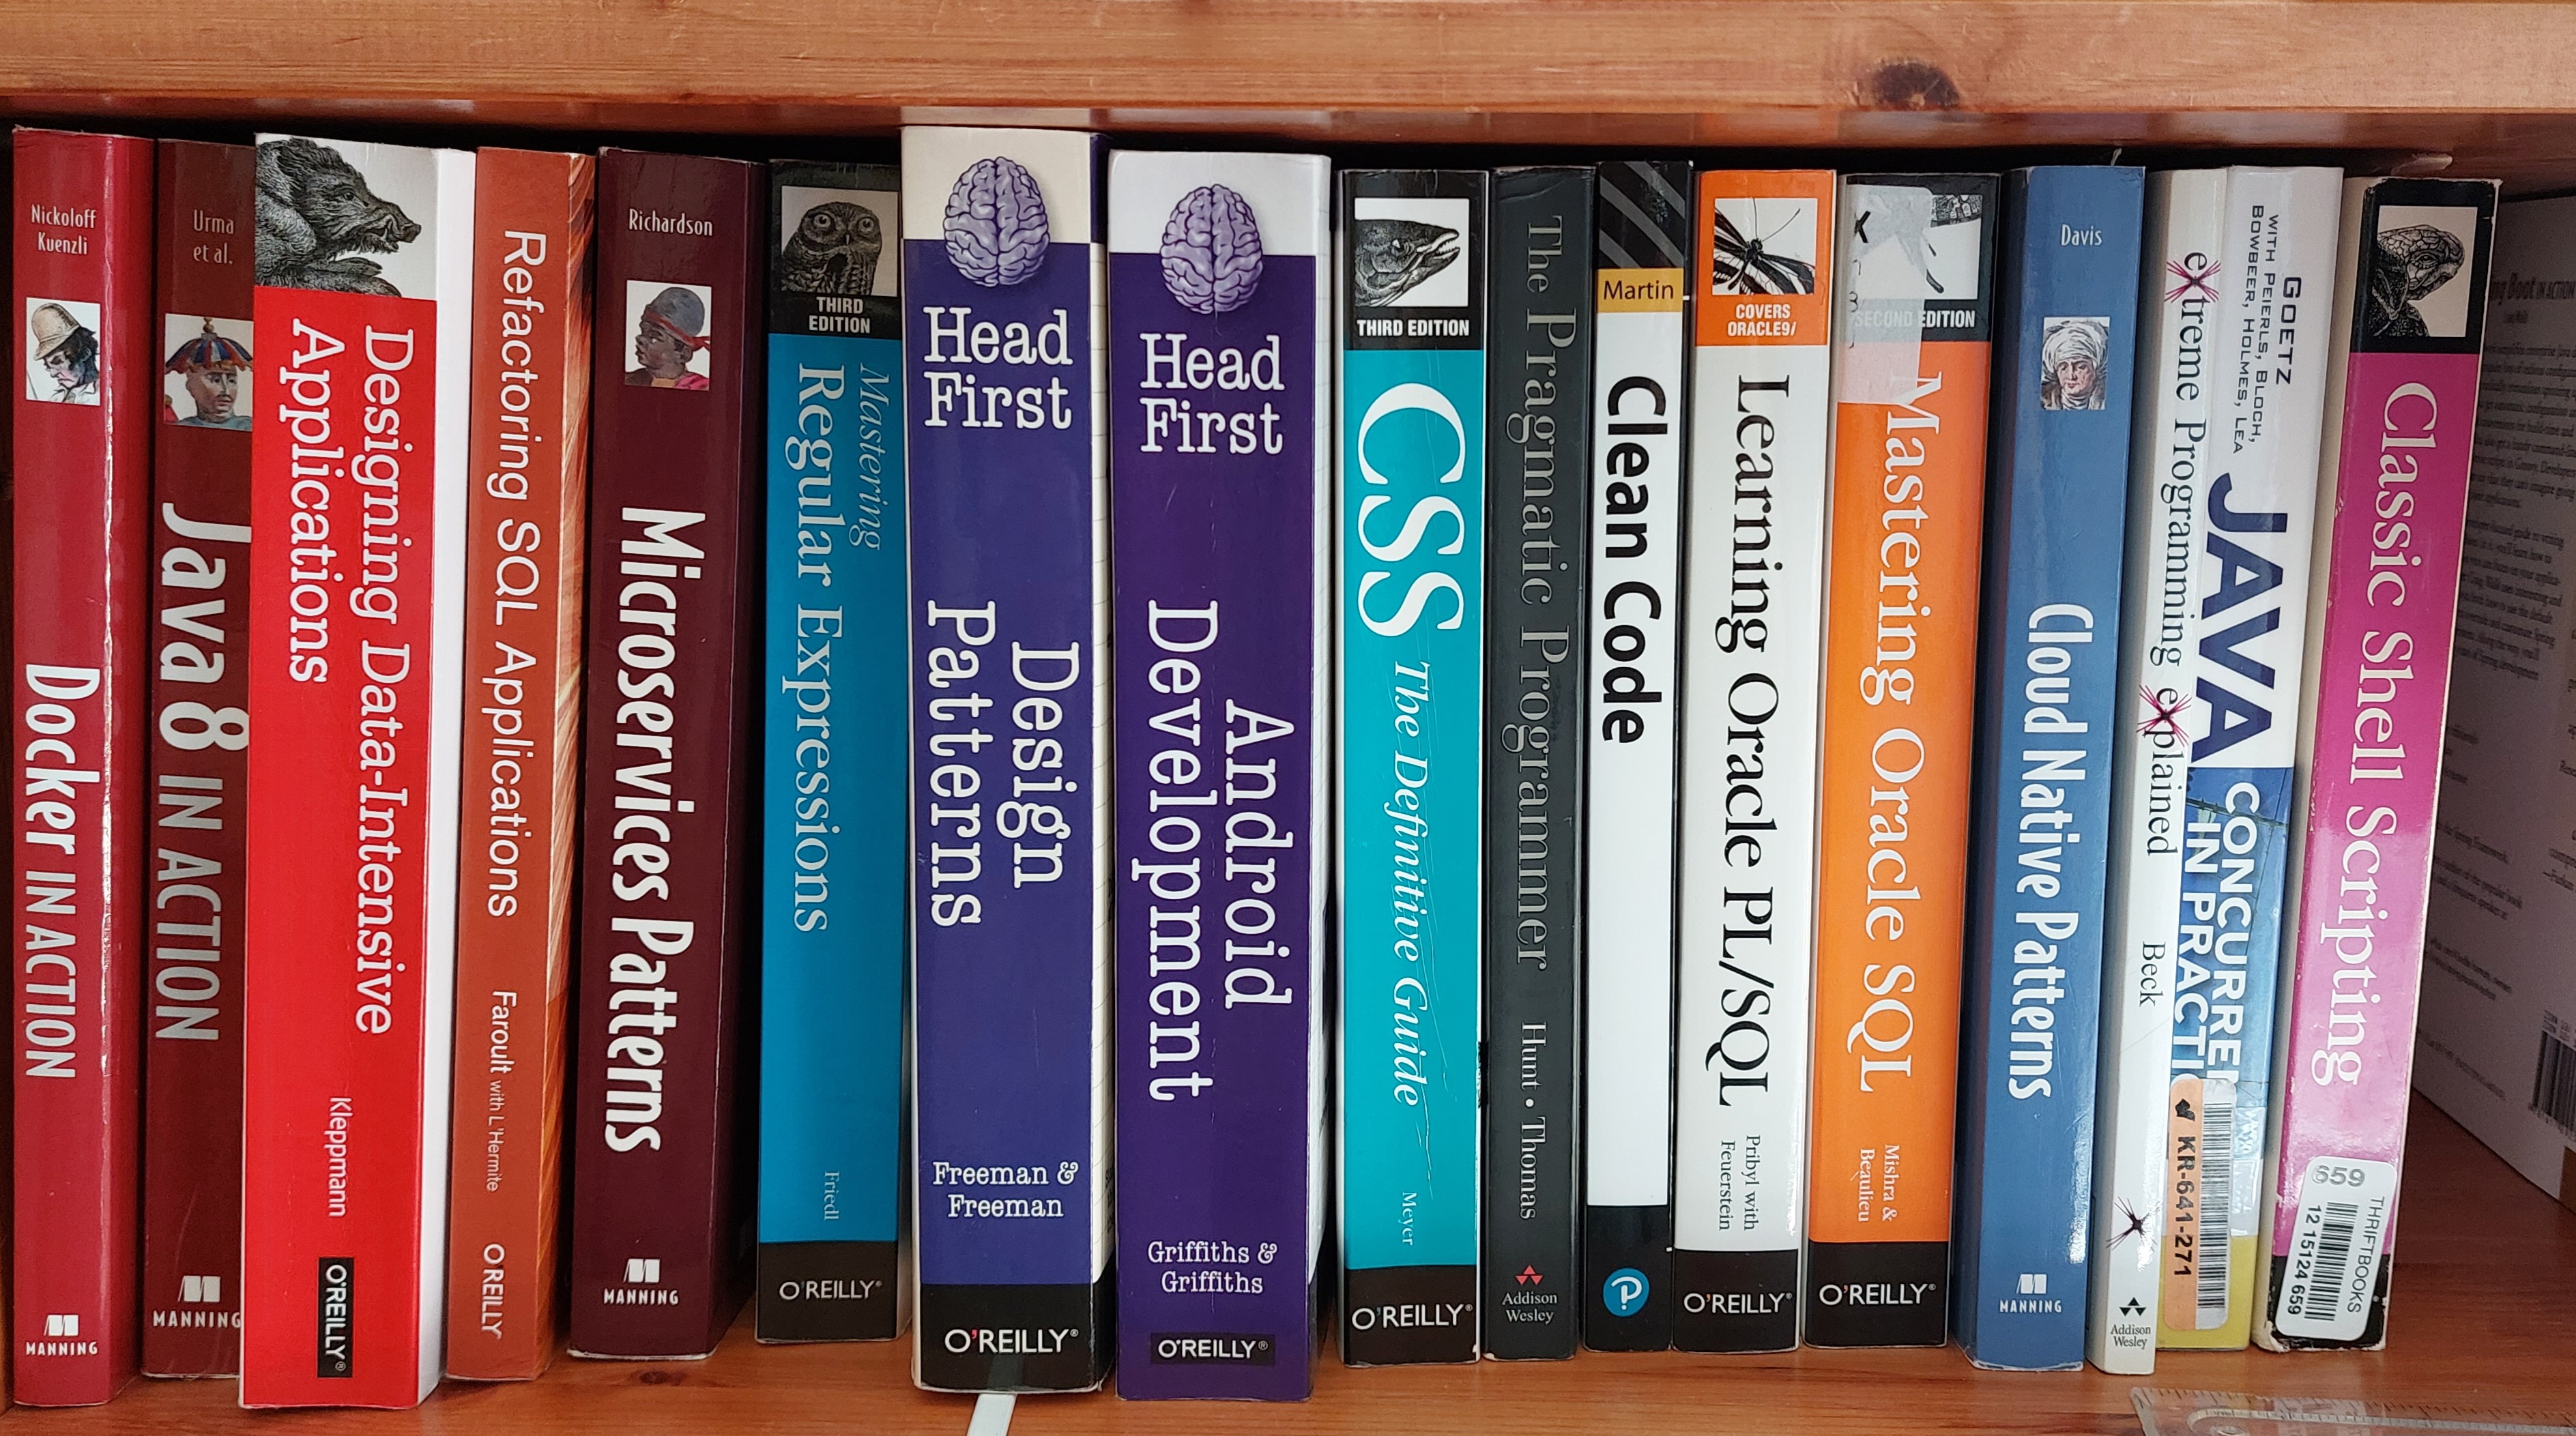 Nickoloff
Kuenzli
Docker IN ACTION
MANNING
Urma
et al.
Java 8 IN ACTION
MANNING
Designing Data-Intensive
Applications
Kleppmann
O'REILLY®
Refactoring SQL Applications
Faroult with L'Hermite
O'REILLY
Richardson
Microservices Patterns
MANNING
THIRD
EDITION
Mastering
Regular Expressions
Friedl
O'REILLY®
Head
First
Design
Patterns
Freeman &
Freeman
O'REILLY®
Head
First
Android
Development
Griffiths &
Griffiths
O'REILLY®
THIRD EDITION
CSS The Definitive Guide
Meyer
O'REILLY®
The Pragmatic Programmer
Hunt • Thomas
Addison
Wesley
Martin
Clean Code
P
COVERS
ORACLE9i
Learning Oracle PL/SQL
Pribyl with
Feuerstein
O'REILLY®
SECOND EDITION
Mastering Oracle SQL
Mishra &
Beaulieu
O'REILLY®
Davis
Cloud Native Patterns
MANNING
extreme Programming explained
Beck
Addison
Wesley
GOETZ
WITH PEIERLS, BLOCH,
BOWBEER, HOLMES, LEA
JAVA
CONCURREN
IN PRACTI
KR-641-271
Classic Shell Scripting
659
THRIFTBOOKS
12 15124 659
ng Boot IN ACTION